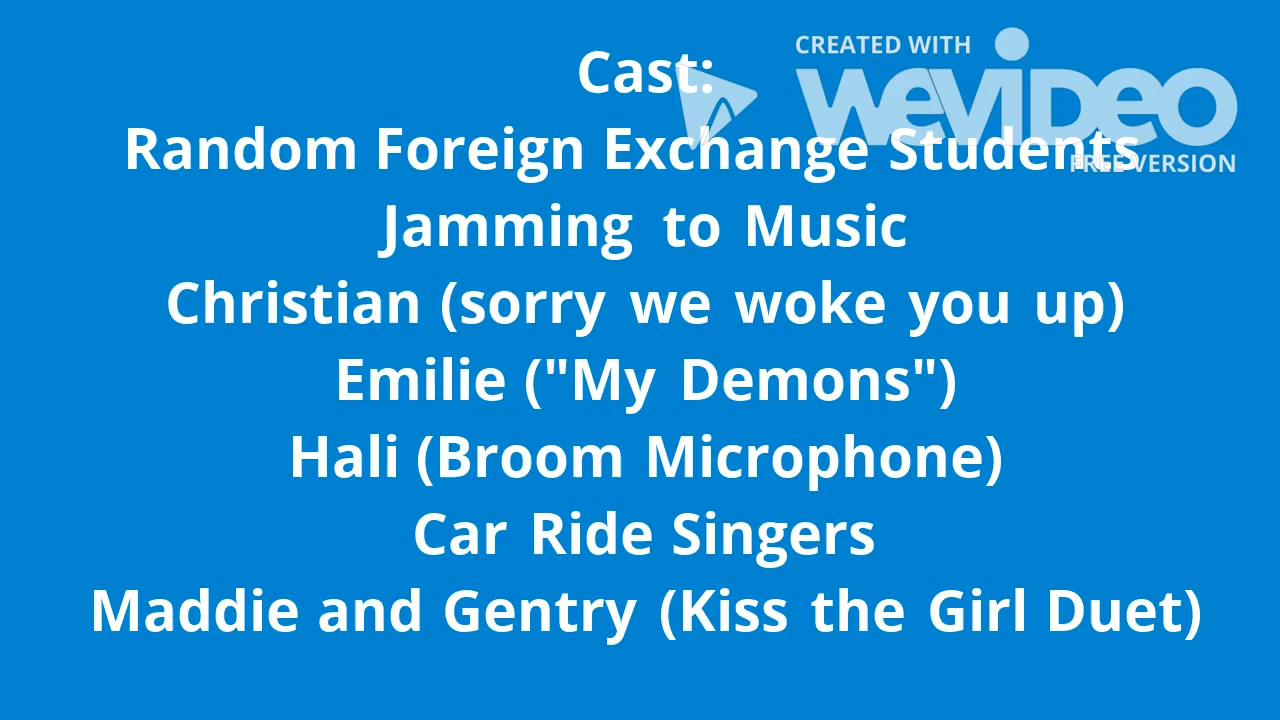 CREATED WITH
WeVideo
FREE VERSION
Cast:
Random Foreign Exchange Students
Jamming to Music
Christian (sorry we woke you up)
Emilie ("My Demons")
Hali (Broom Microphone)
Car Ride Singers
Maddie and Gentry (Kiss the Girl Duet)